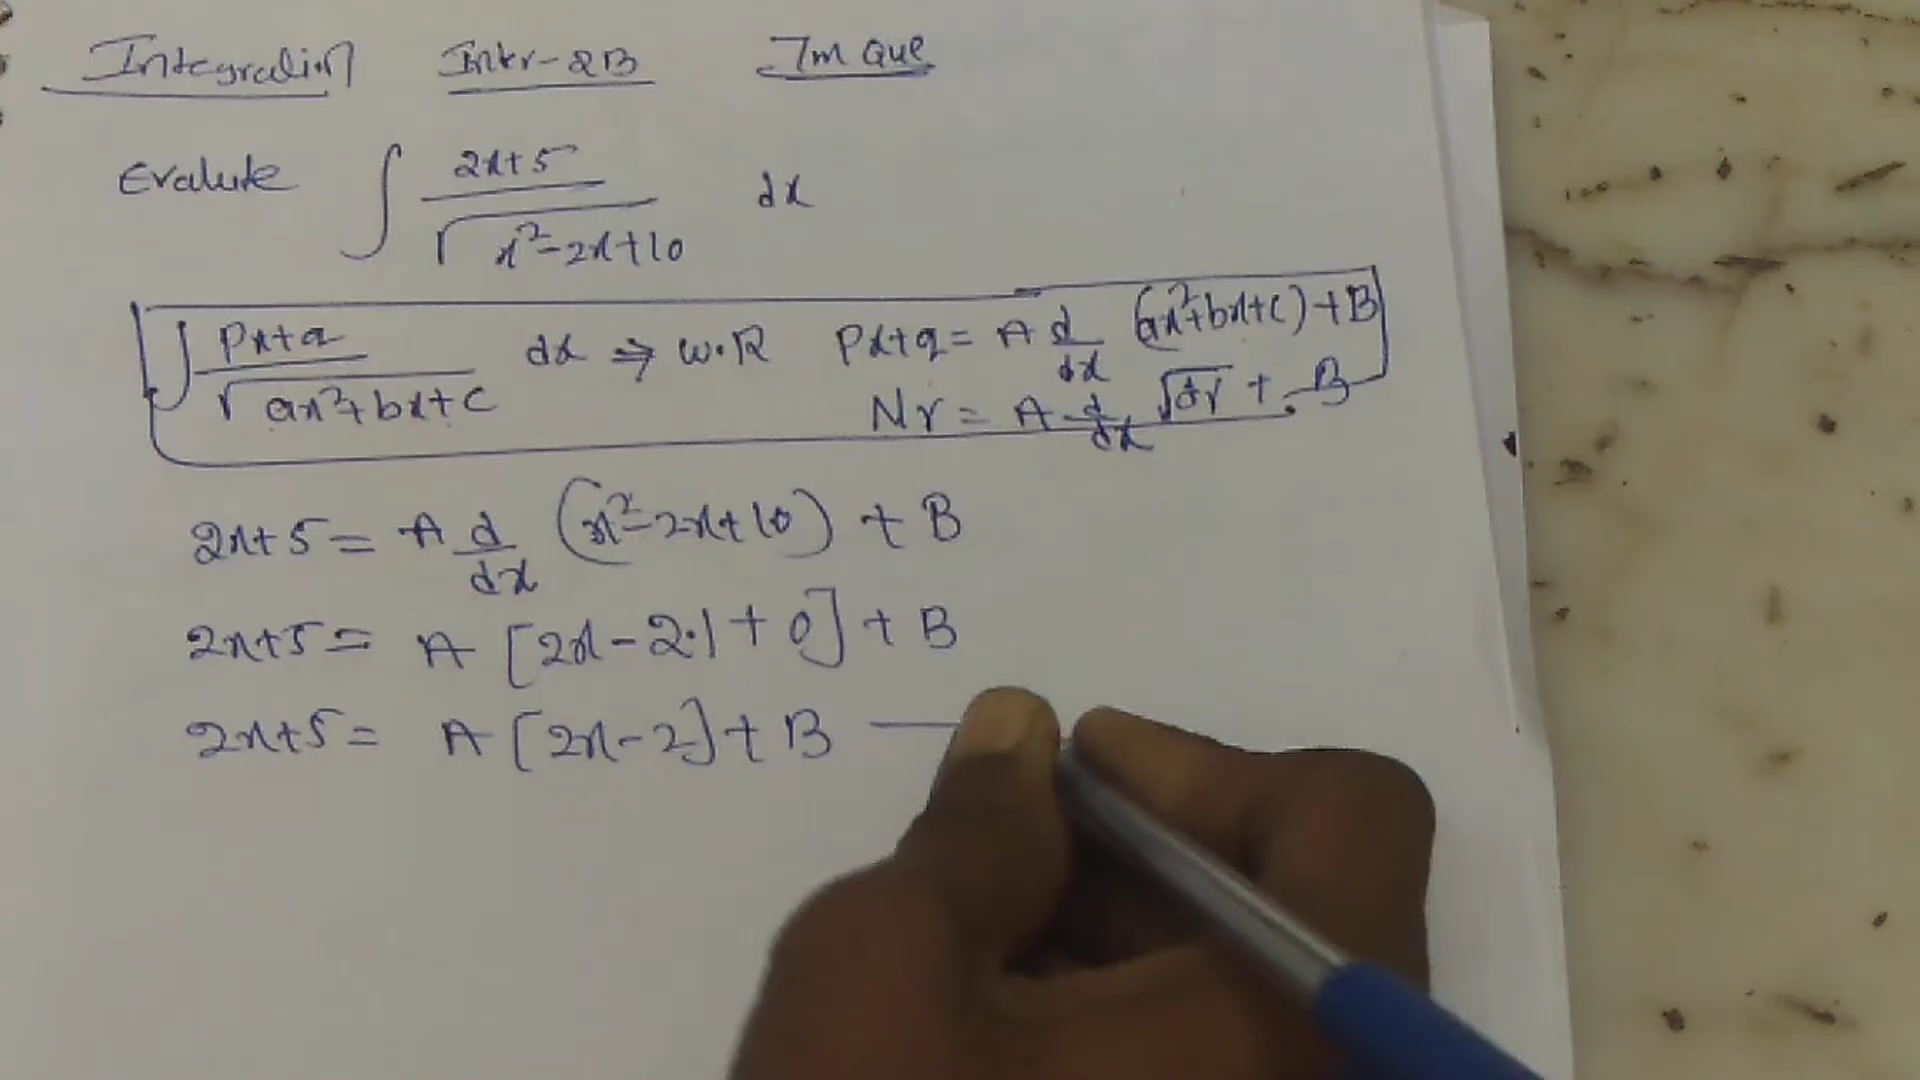 Integration Inter-2B 7m Que
Evalute ∫ 2x+5 / √x²-2x+10 dx
∫ Px+q / √ax²+bx+c dx ⇒ W.R Px+q = A d/dx (ax²+bx+c)+B
Nr = A d/dx √dr + B
2x+5 = A d/dx (x²-2x+10) + B
2x+5 = A [2x-2.1+0] + B
2x+5 = A [2x-2] + B —